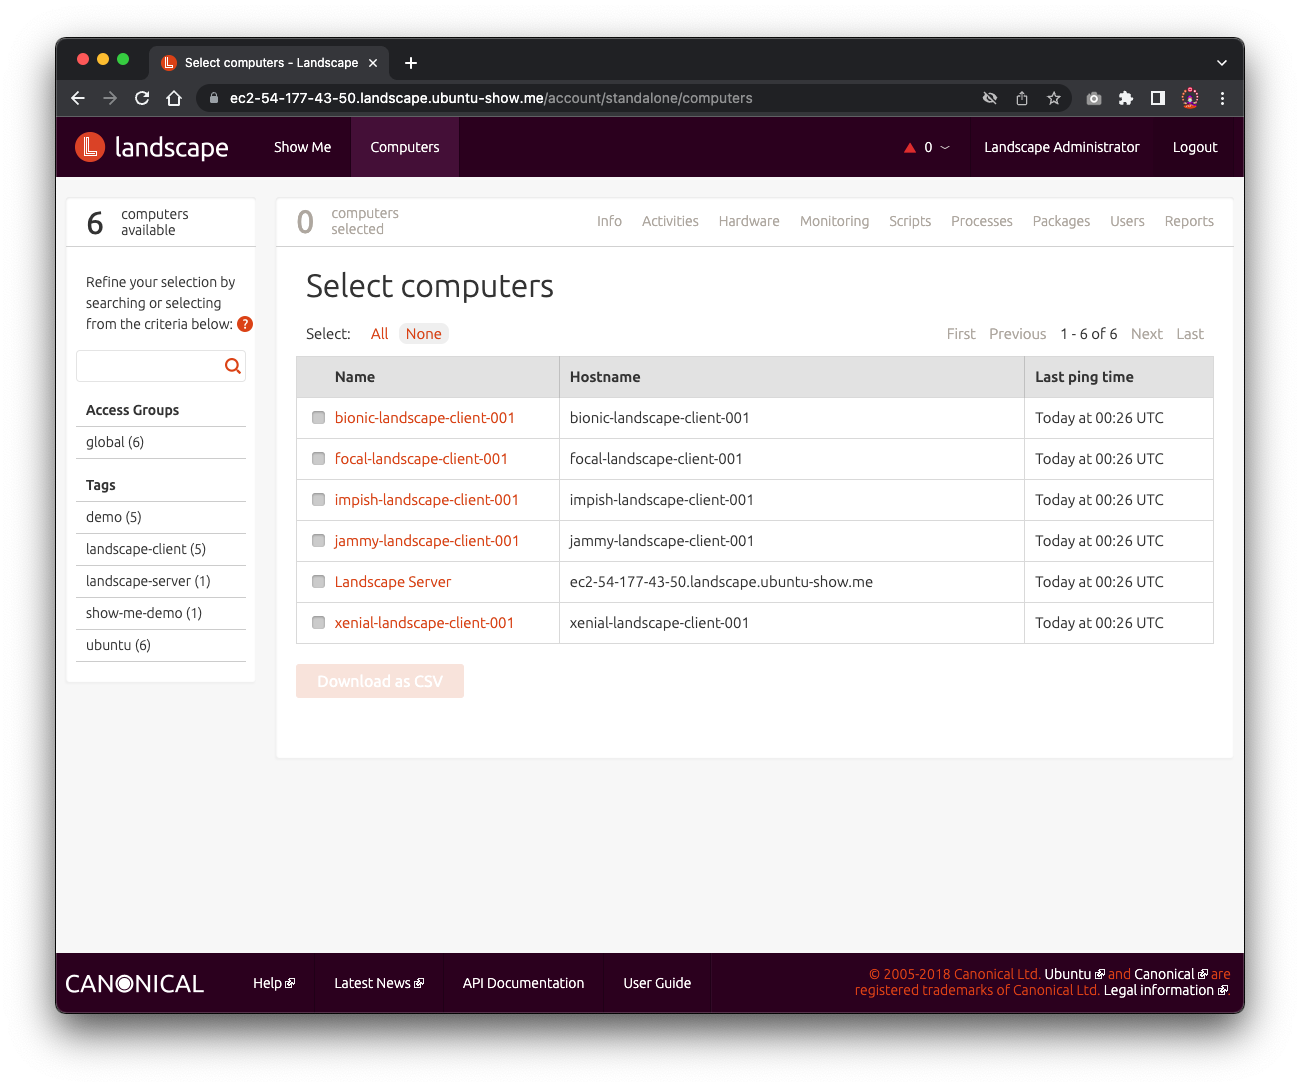 Select computers - Landscape
ec2-54-177-43-50.landscape.ubuntu-show.me/account/standalone/computers
landscape
Show Me
Computers
0
Landscape Administrator
Logout
6 computers
available
Refine your selection by
searching or selecting
from the criteria below: ?
Access Groups
global (6)
Tags
demo (5)
landscape-client (5)
landscape-server (1)
show-me-demo (1)
ubuntu (6)
0 computers
selected
Info Activities Hardware Monitoring Scripts Processes Packages Users Reports
Select computers
Select: All None
First Previous 1 - 6 of 6 Next Last
Name Hostname Last ping time
bionic-landscape-client-001 bionic-landscape-client-001 Today at 00:26 UTC
focal-landscape-client-001 focal-landscape-client-001 Today at 00:26 UTC
impish-landscape-client-001 impish-landscape-client-001 Today at 00:26 UTC
jammy-landscape-client-001 jammy-landscape-client-001 Today at 00:26 UTC
Landscape Server ec2-54-177-43-50.landscape.ubuntu-show.me Today at 00:26 UTC
xenial-landscape-client-001 xenial-landscape-client-001 Today at 00:26 UTC
Download as CSV
CANONICAL
Help
Latest News
API Documentation
User Guide
© 2005-2018 Canonical Ltd. Ubuntu and Canonical are
registered trademarks of Canonical Ltd. Legal information.